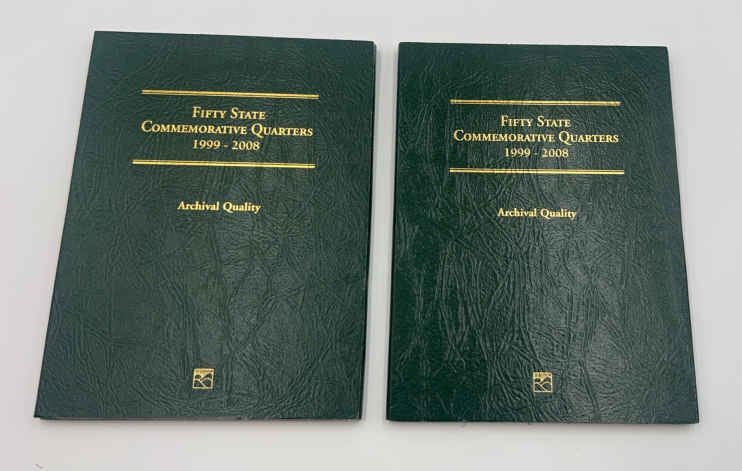 Fifty State
Commemorative Quarters
1999 - 2008
Archival Quality
Fifty State
Commemorative Quarters
1999 - 2008
Archival Quality